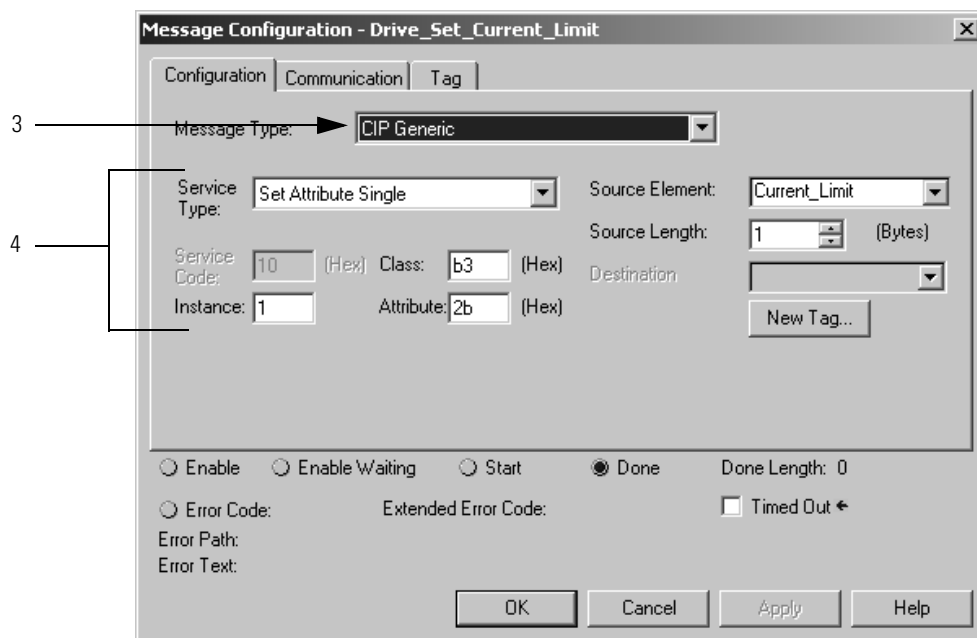 Message Configuration - Drive_Set_Current_Limit
Configuration Communication Tag
3
Message Type: CIP Generic
4
Service Type: Set Attribute Single
Source Element: Current_Limit
Source Length: 1 (Bytes)
Service Code: 10 (Hex) Class: b3 (Hex)
Destination
Instance: 1 Attribute: 2b (Hex)
New Tag...
Enable Enable Waiting Start Done Done Length: 0
Error Code: Extended Error Code: Timed Out ←
Error Path:
Error Text:
OK Cancel Apply Help